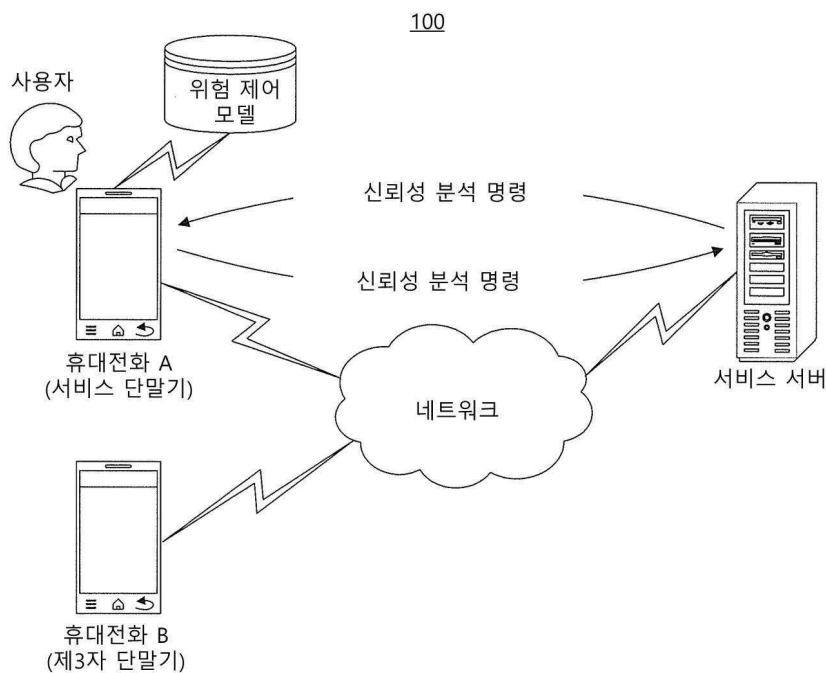 100
사용자
위험 제어
모델
신뢰성 분석 명령
신뢰성 분석 명령
휴대전화 A
(서비스 단말기)
네트워크
서비스 서버
휴대전화 B
(제3자 단말기)